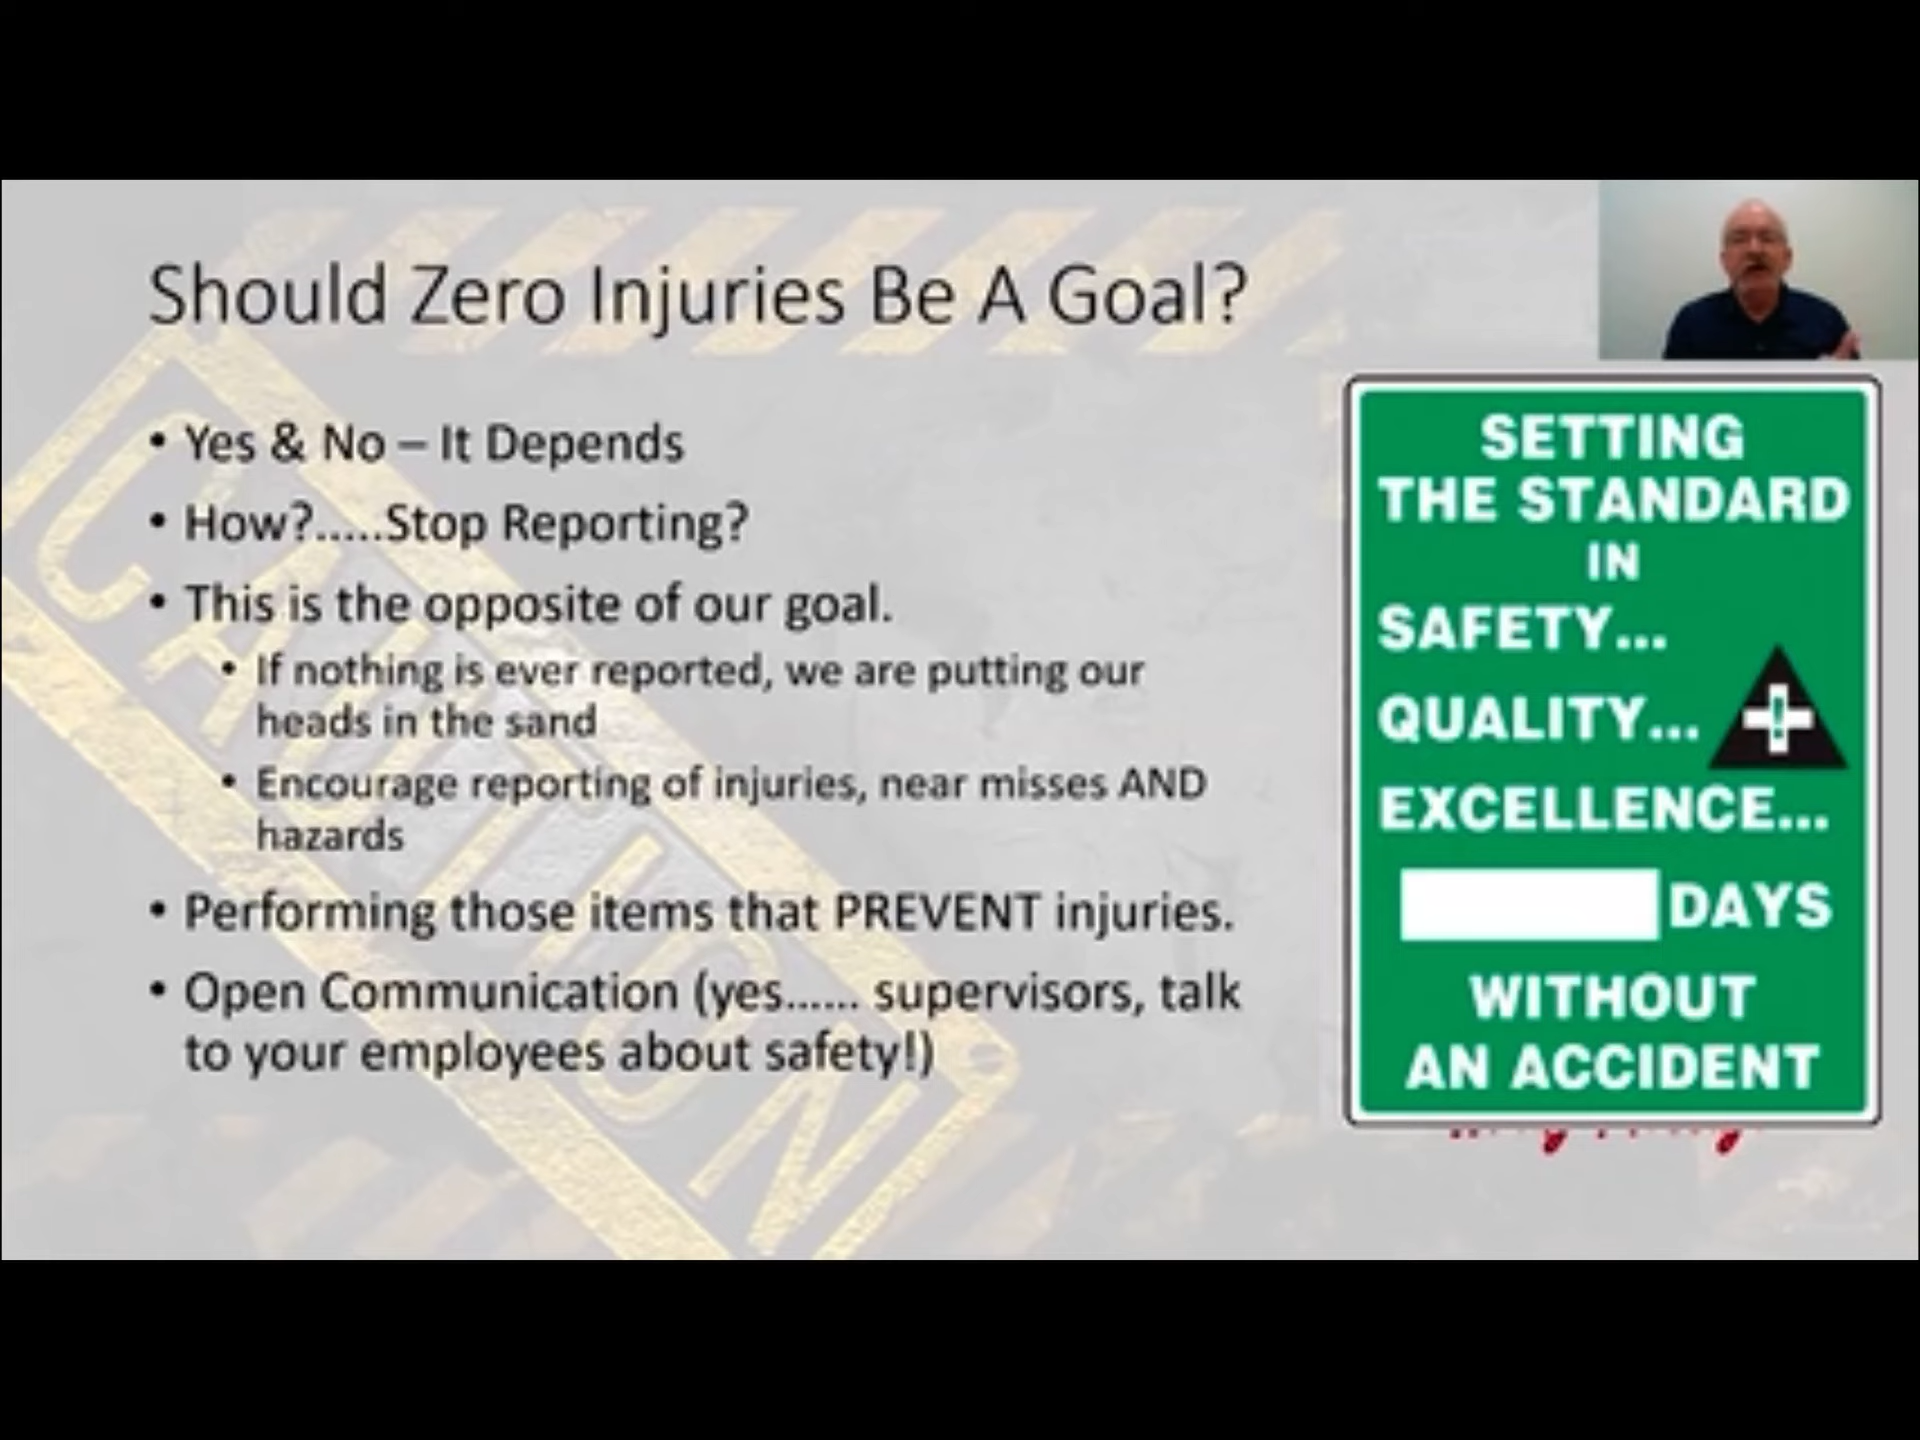 Should Zero Injuries Be A Goal?
• Yes & No – It Depends
• How?.....Stop Reporting?
• This is the opposite of our goal.
• If nothing is ever reported, we are putting our
heads in the sand
• Encourage reporting of injuries, near misses AND
hazards
• Performing those items that PREVENT injuries.
• Open Communication (yes...... supervisors, talk
to your employees about safety!)
SETTING
THE STANDARD
IN
SAFETY...
QUALITY...
EXCELLENCE...
DAYS
WITHOUT
AN ACCIDENT
CAUTION